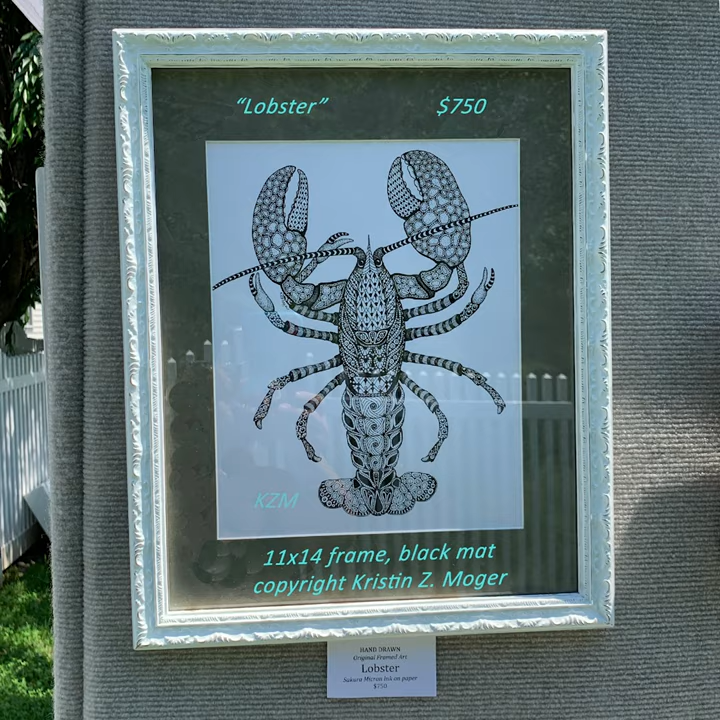 “Lobster” $750
KZM
11x14 frame, black mat
copyright Kristin Z. Moger
HAND DRAWN
Original Framed Art
Lobster
Sakura Micron Ink on paper
$750